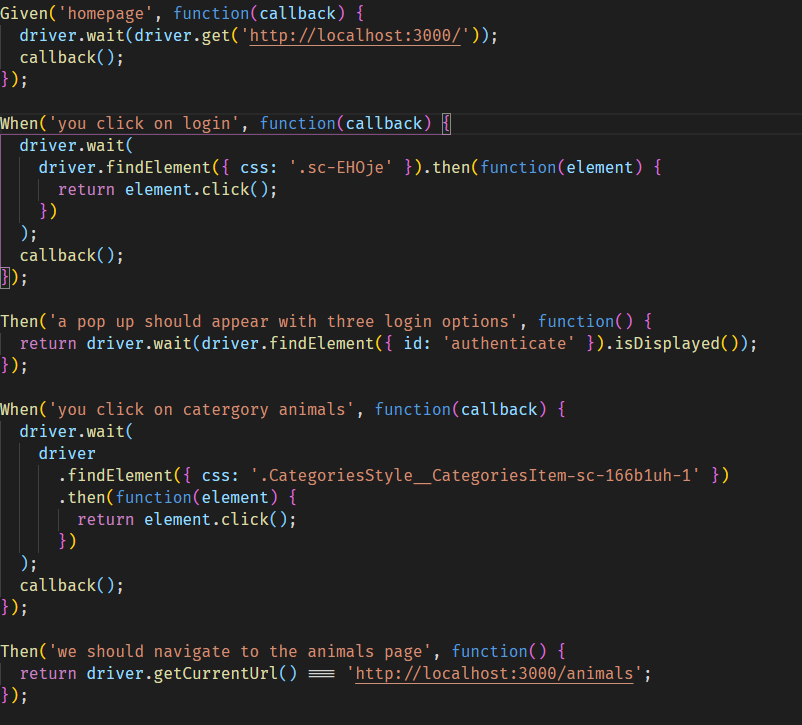 Given('homepage', function(callback) {
  driver.wait(driver.get('http://localhost:3000/'));
  callback();
});

When('you click on login', function(callback) {
  driver.wait(
    driver.findElement({ css: '.sc-EHOje' }).then(function(element) {
      return element.click();
    })
  );
  callback();
});

Then('a pop up should appear with three login options', function() {
  return driver.wait(driver.findElement({ id: 'authenticate' }).isDisplayed());
});

When('you click on catergory animals', function(callback) {
  driver.wait(
    driver
      .findElement({ css: '.CategoriesStyle__CategoriesItem-sc-166b1uh-1' })
      .then(function(element) {
        return element.click();
      })
  );
  callback();
});

Then('we should navigate to the animals page', function() {
  return driver.getCurrentUrl() === 'http://localhost:3000/animals';
});